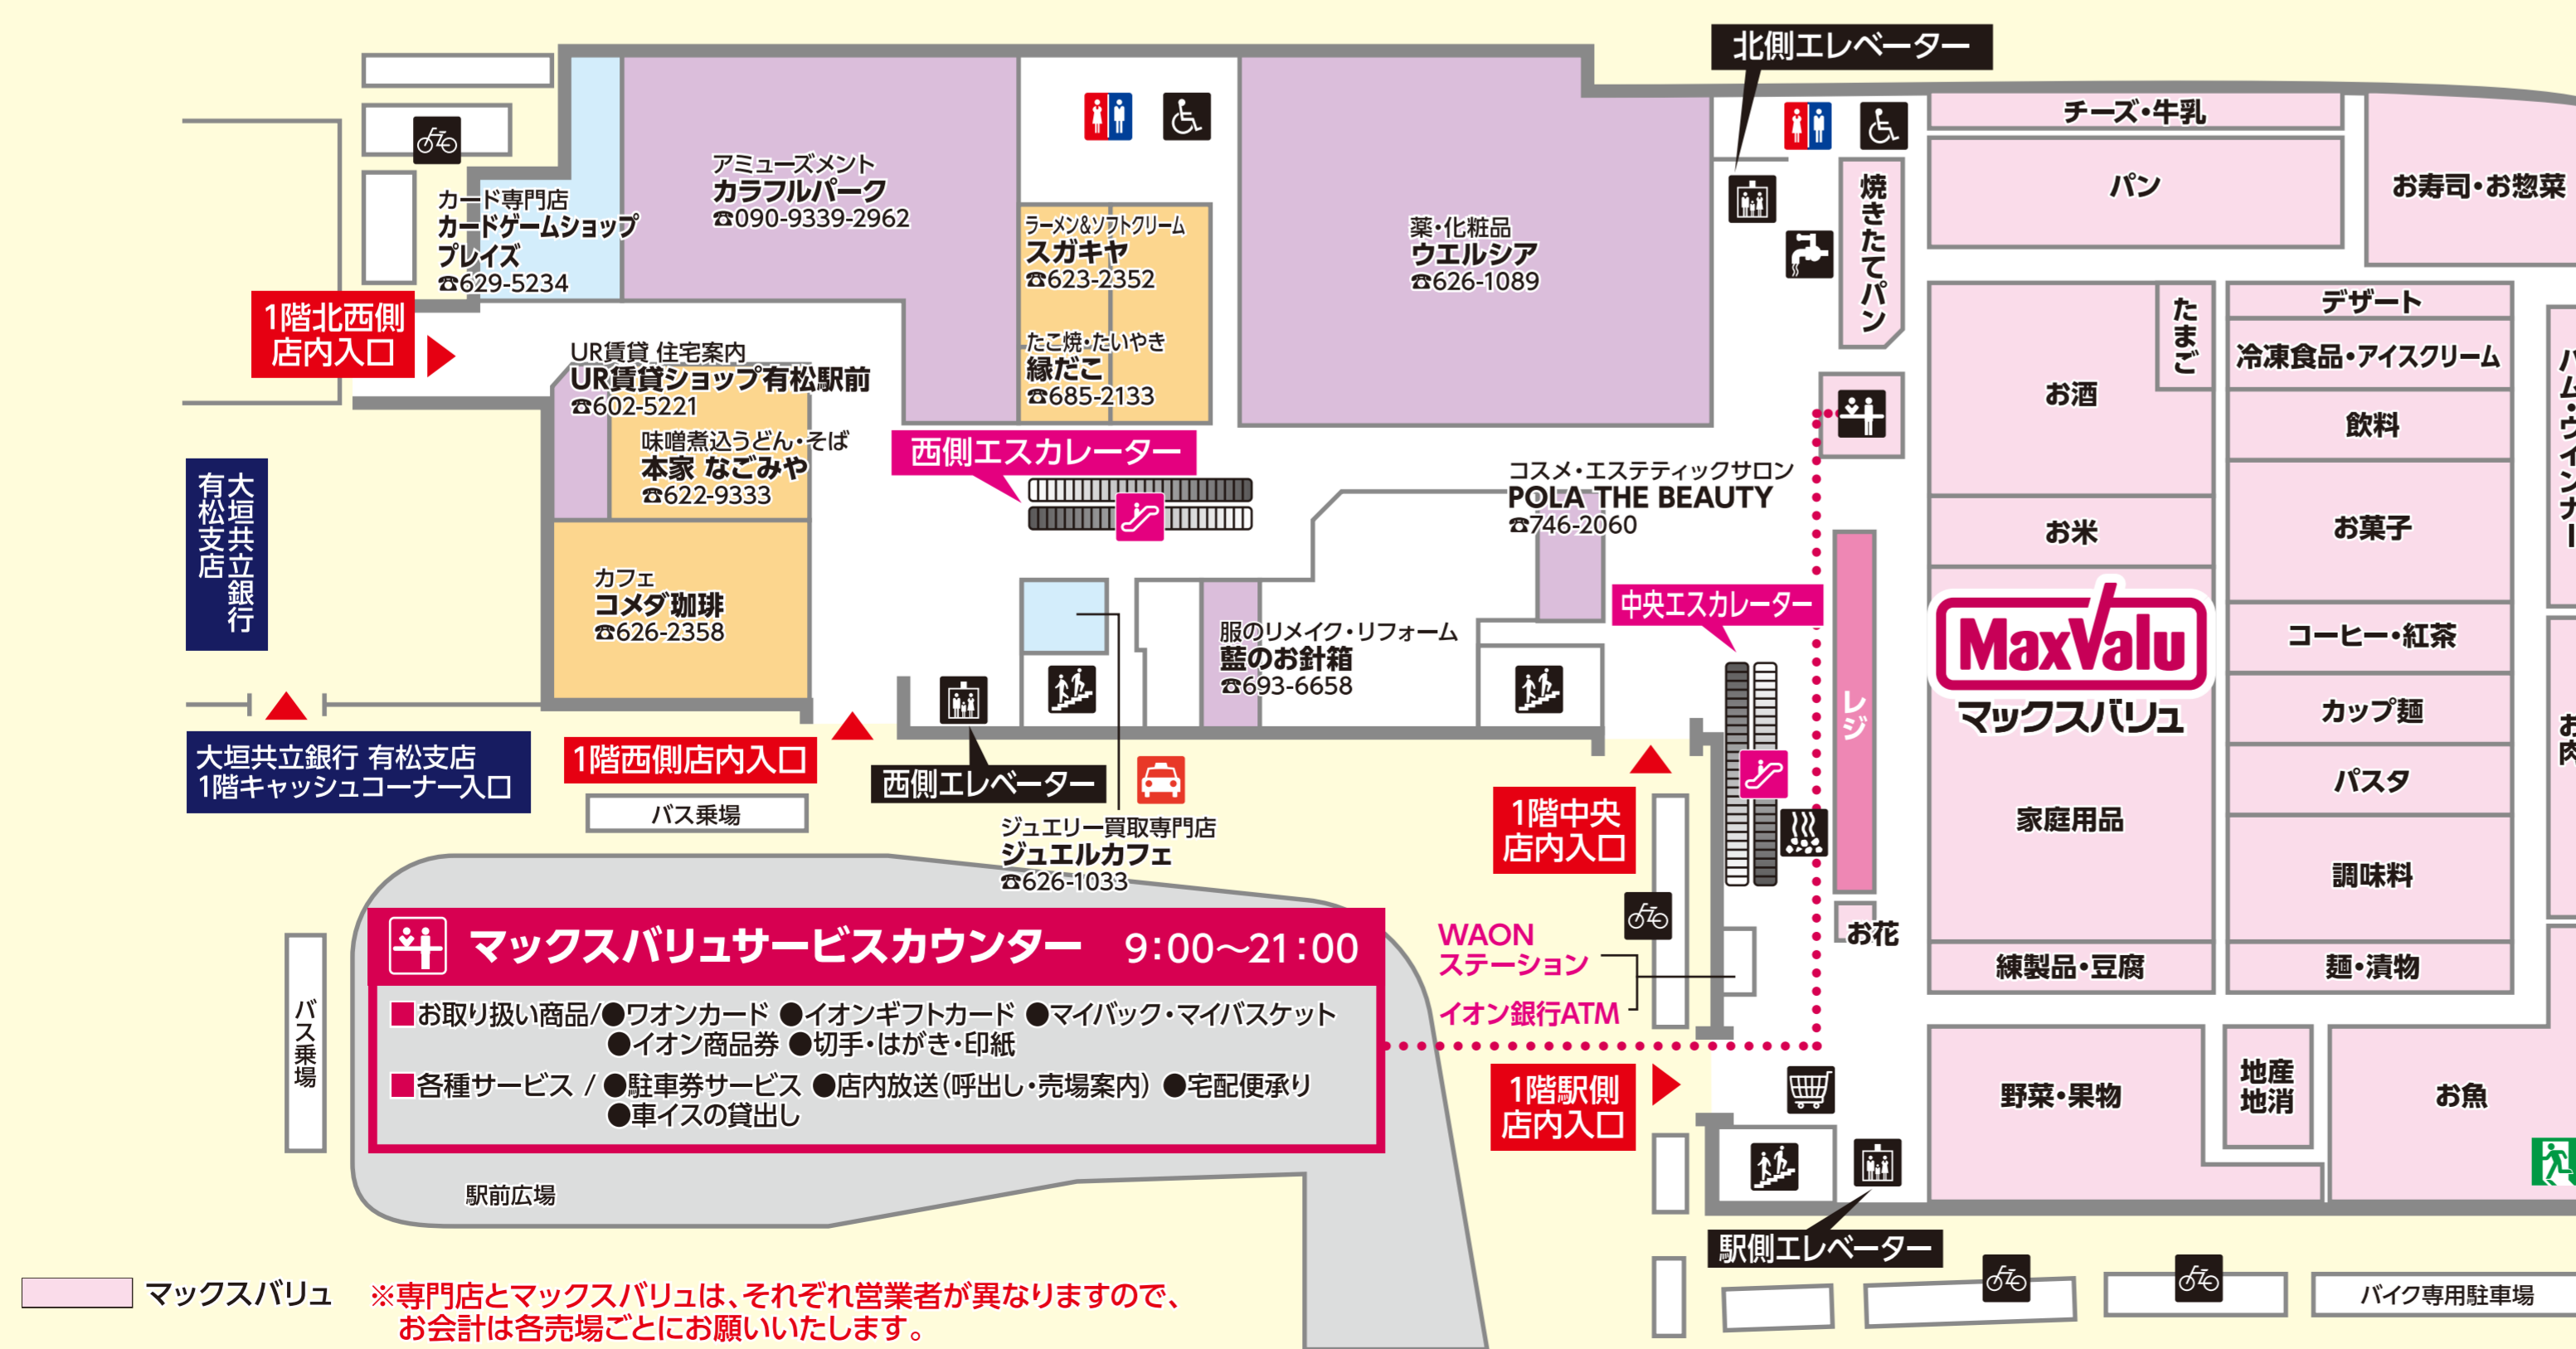 北側エレベーター
カード専門店
カードゲームショップ
プレイズ
☎629-5234
アミューズメント
カラフルパーク
☎090-9339-2962
ラーメン&ソフトクリーム
スガキヤ
☎623-2352
たこ焼・たいやき
縁だこ
☎685-2133
薬・化粧品
ウエルシア
☎626-1089
焼きたてパン
チーズ・牛乳
パン
お寿司・お惣菜
1階北西側
店内入口
UR賃貸 住宅案内
UR賃貸ショップ有松駅前
☎602-5221
味噌煮込うどん・そば
本家 なごみや
☎622-9333
カフェ
コメダ珈琲
☎626-2358
西側エスカレーター
コスメ・エステティックサロン
POLA THE BEAUTY
☎746-2060
中央エスカレーター
服のリメイク・リフォーム
藍のお針箱
☎693-6658
大垣共立銀行
有松支店
大垣共立銀行 有松支店
1階キャッシュコーナー入口
1階西側店内入口
バス乗場
西側エレベーター
ジュエリー買取専門店
ジュエルカフェ
☎626-1033
1階中央
店内入口
レジ
お花
お酒
たまご
お米
MaxValu
マックスバリュ
家庭用品
練製品・豆腐
デザート
冷凍食品・アイスクリーム
飲料
お菓子
コーヒー・紅茶
カップ麺
パスタ
調味料
麺・漬物
ハム・ウインナー
お肉
野菜・果物
地産
地消
お魚
WAON
ステーション
イオン銀行ATM
1階駅側
店内入口
駅側エレベーター
バイク専用駐車場
バス乗場
マックスバリュサービスカウンター 9:00〜21:00
■お取り扱い商品/●ワオンカード ●イオンギフトカード ●マイバック・マイバスケット
●イオン商品券 ●切手・はがき・印紙
■各種サービス / ●駐車券サービス ●店内放送(呼出し・売場案内) ●宅配便承り
●車イスの貸出し
駅前広場
マックスバリュ
※専門店とマックスバリュは、それぞれ営業者が異なりますので、
お会計は各売場ごとにお願いいたします。